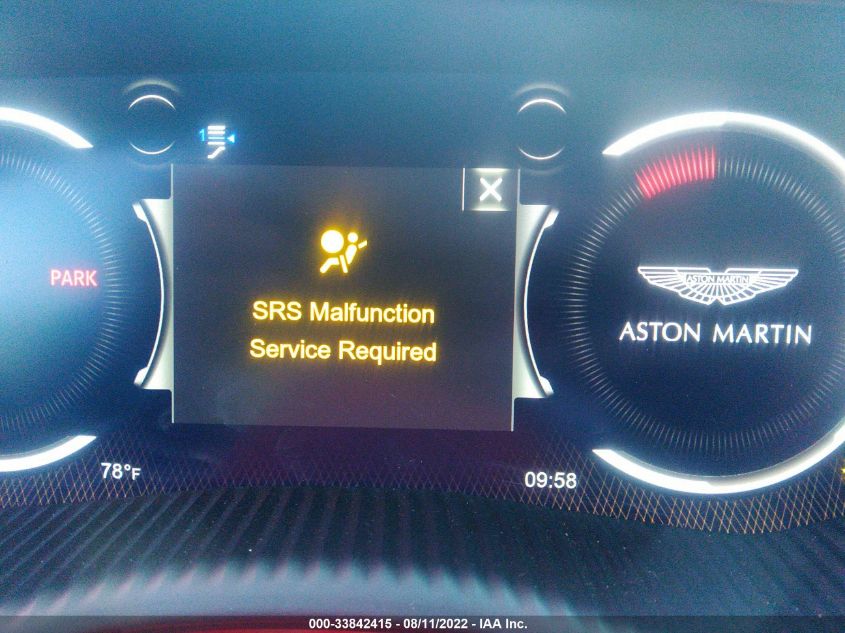 1
SRS Malfunction
Service Required
PARK
ASTON MARTIN
ASTON MARTIN
78°F
09:58
000-33842415 - 08/11/2022 - IAA Inc.